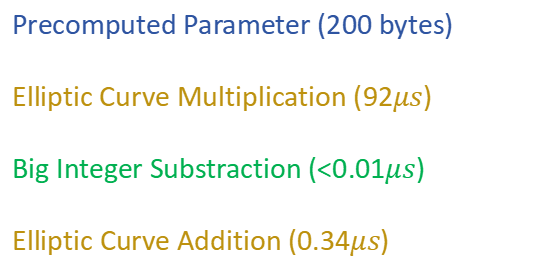 Precomputed Parameter (200 bytes)
Elliptic Curve Multiplication (92μs)
Big Integer Substraction (<0.01μs)
Elliptic Curve Addition (0.34μs)